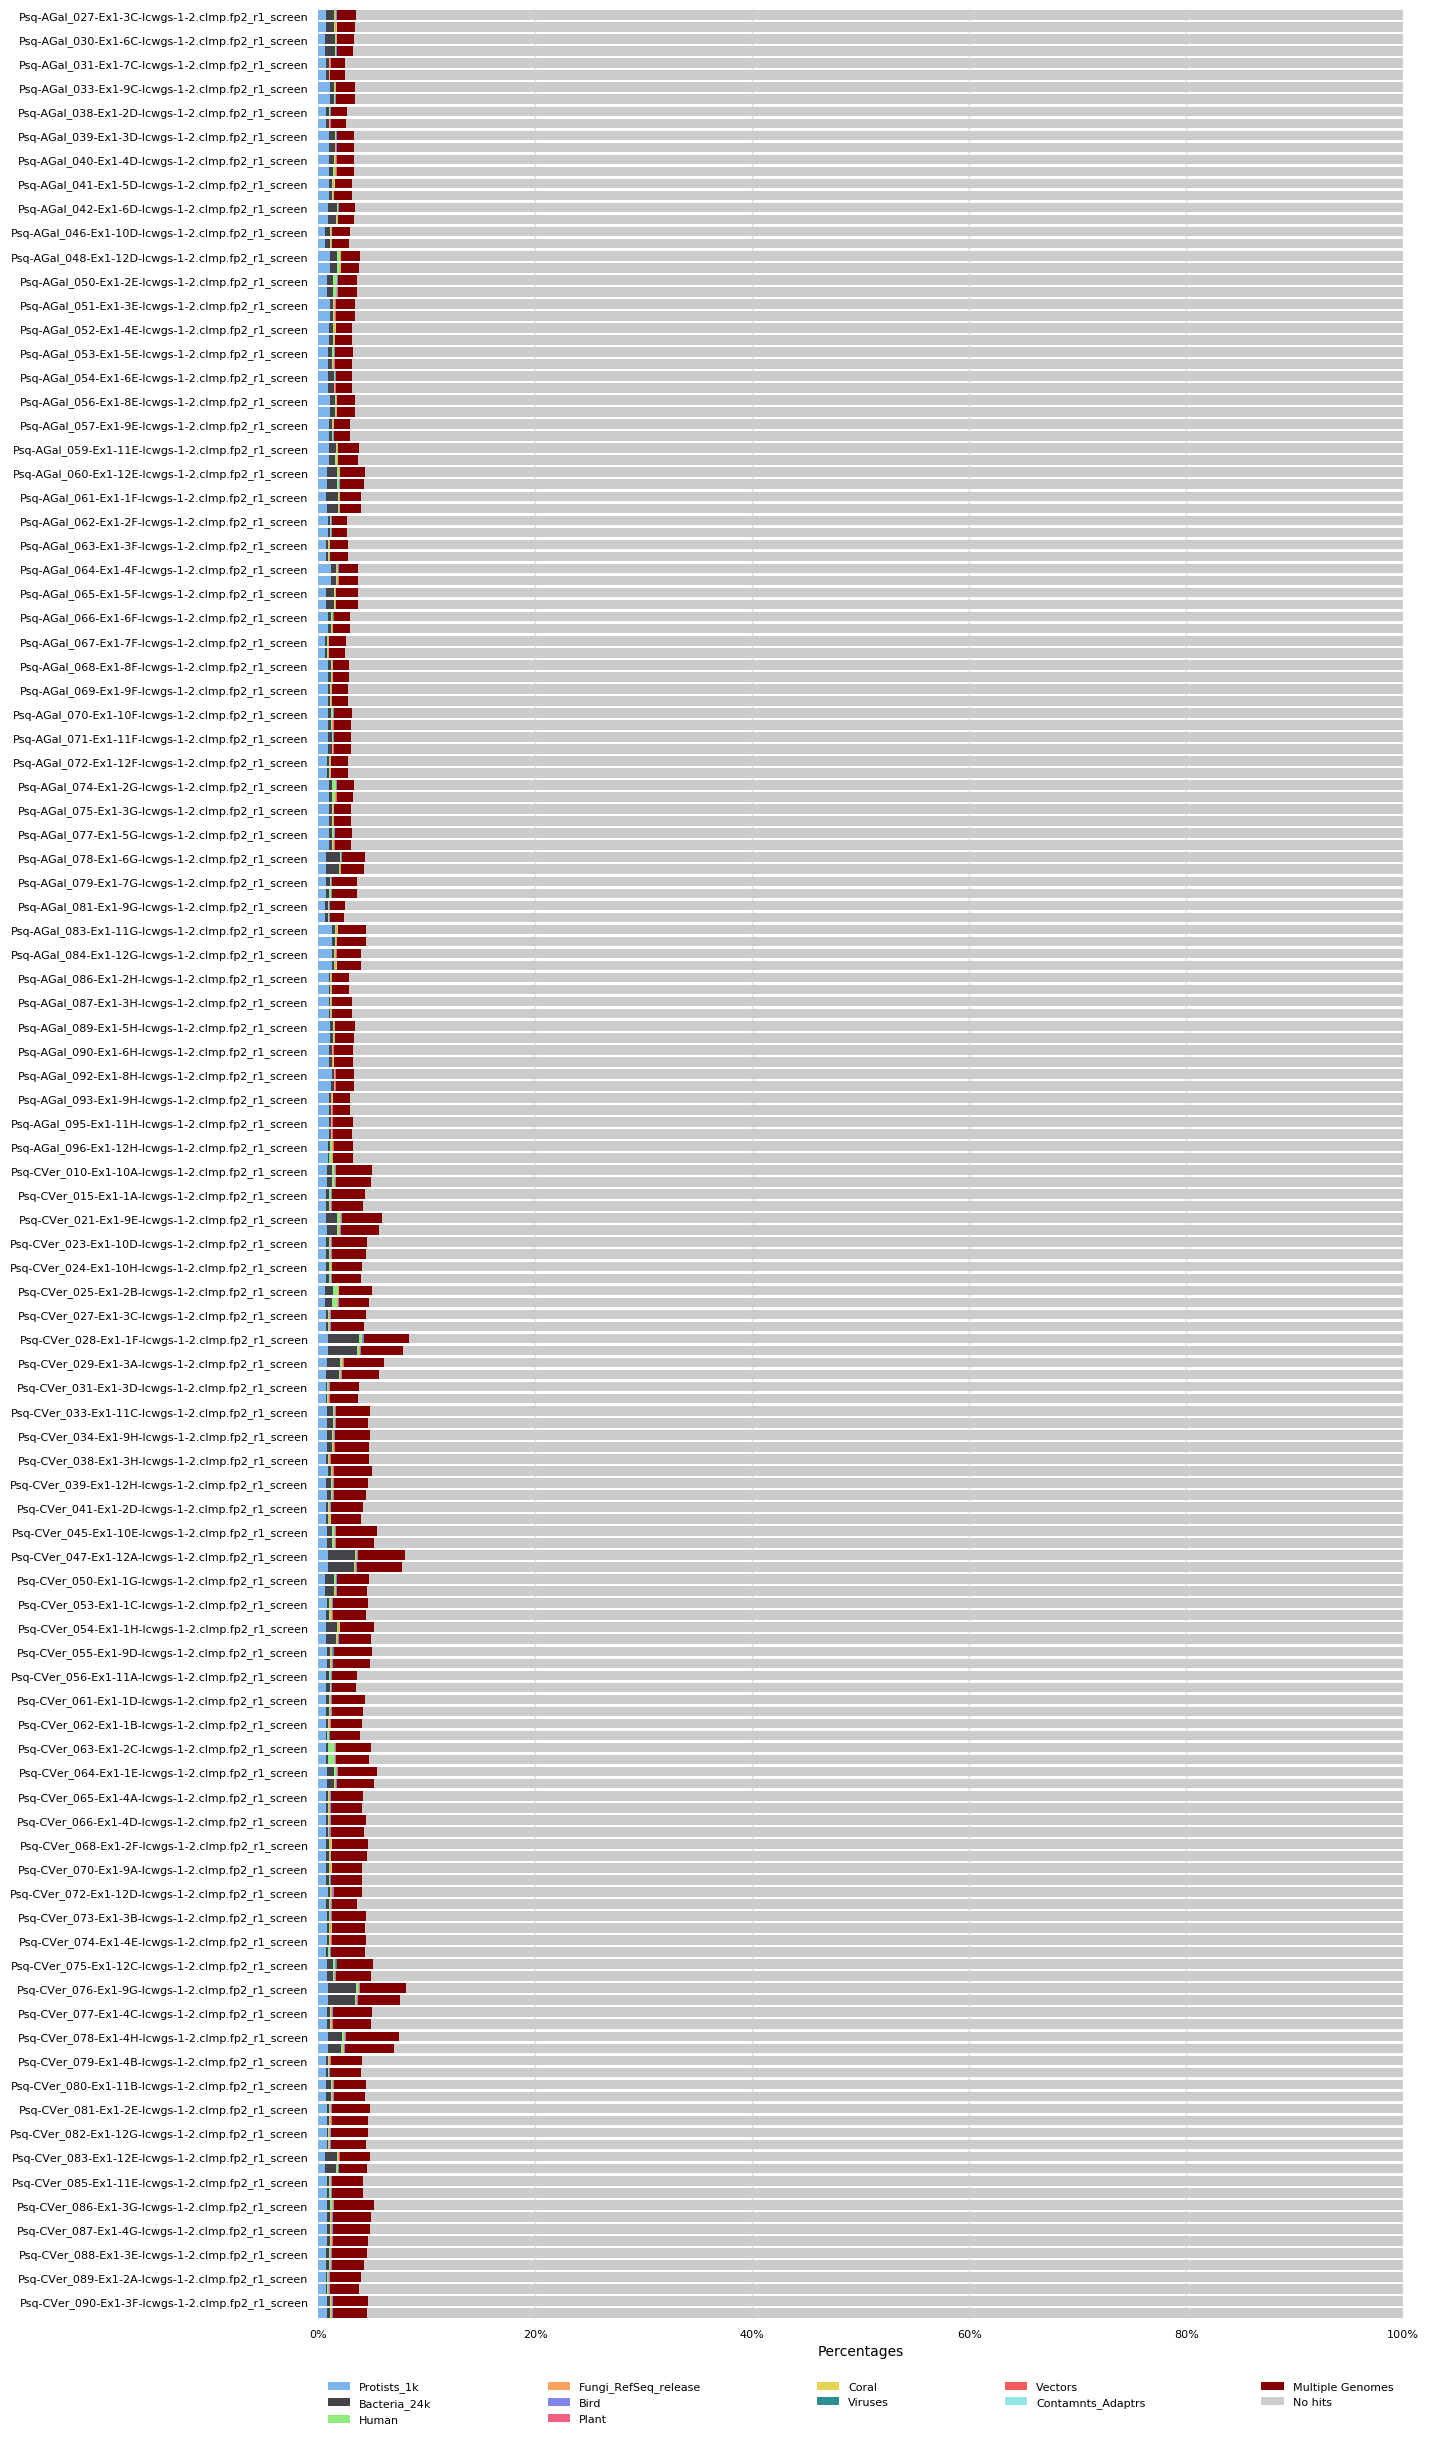 Psq-AGal_027-Ex1-3C-lcwgs-1-2.clmp.fp2_r1_screen
Psq-AGal_030-Ex1-6C-lcwgs-1-2.clmp.fp2_r1_screen
Psq-AGal_031-Ex1-7C-lcwgs-1-2.clmp.fp2_r1_screen
Psq-AGal_033-Ex1-9C-lcwgs-1-2.clmp.fp2_r1_screen
Psq-AGal_038-Ex1-2D-lcwgs-1-2.clmp.fp2_r1_screen
Psq-AGal_039-Ex1-3D-lcwgs-1-2.clmp.fp2_r1_screen
Psq-AGal_040-Ex1-4D-lcwgs-1-2.clmp.fp2_r1_screen
Psq-AGal_041-Ex1-5D-lcwgs-1-2.clmp.fp2_r1_screen
Psq-AGal_042-Ex1-6D-lcwgs-1-2.clmp.fp2_r1_screen
Psq-AGal_046-Ex1-10D-lcwgs-1-2.clmp.fp2_r1_screen
Psq-AGal_048-Ex1-12D-lcwgs-1-2.clmp.fp2_r1_screen
Psq-AGal_050-Ex1-2E-lcwgs-1-2.clmp.fp2_r1_screen
Psq-AGal_051-Ex1-3E-lcwgs-1-2.clmp.fp2_r1_screen
Psq-AGal_052-Ex1-4E-lcwgs-1-2.clmp.fp2_r1_screen
Psq-AGal_053-Ex1-5E-lcwgs-1-2.clmp.fp2_r1_screen
Psq-AGal_054-Ex1-6E-lcwgs-1-2.clmp.fp2_r1_screen
Psq-AGal_056-Ex1-8E-lcwgs-1-2.clmp.fp2_r1_screen
Psq-AGal_057-Ex1-9E-lcwgs-1-2.clmp.fp2_r1_screen
Psq-AGal_059-Ex1-11E-lcwgs-1-2.clmp.fp2_r1_screen
Psq-AGal_060-Ex1-12E-lcwgs-1-2.clmp.fp2_r1_screen
Psq-AGal_061-Ex1-1F-lcwgs-1-2.clmp.fp2_r1_screen
Psq-AGal_062-Ex1-2F-lcwgs-1-2.clmp.fp2_r1_screen
Psq-AGal_063-Ex1-3F-lcwgs-1-2.clmp.fp2_r1_screen
Psq-AGal_064-Ex1-4F-lcwgs-1-2.clmp.fp2_r1_screen
Psq-AGal_065-Ex1-5F-lcwgs-1-2.clmp.fp2_r1_screen
Psq-AGal_066-Ex1-6F-lcwgs-1-2.clmp.fp2_r1_screen
Psq-AGal_067-Ex1-7F-lcwgs-1-2.clmp.fp2_r1_screen
Psq-AGal_068-Ex1-8F-lcwgs-1-2.clmp.fp2_r1_screen
Psq-AGal_069-Ex1-9F-lcwgs-1-2.clmp.fp2_r1_screen
Psq-AGal_070-Ex1-10F-lcwgs-1-2.clmp.fp2_r1_screen
Psq-AGal_071-Ex1-11F-lcwgs-1-2.clmp.fp2_r1_screen
Psq-AGal_072-Ex1-12F-lcwgs-1-2.clmp.fp2_r1_screen
Psq-AGal_074-Ex1-2G-lcwgs-1-2.clmp.fp2_r1_screen
Psq-AGal_075-Ex1-3G-lcwgs-1-2.clmp.fp2_r1_screen
Psq-AGal_077-Ex1-5G-lcwgs-1-2.clmp.fp2_r1_screen
Psq-AGal_078-Ex1-6G-lcwgs-1-2.clmp.fp2_r1_screen
Psq-AGal_079-Ex1-7G-lcwgs-1-2.clmp.fp2_r1_screen
Psq-AGal_081-Ex1-9G-lcwgs-1-2.clmp.fp2_r1_screen
Psq-AGal_083-Ex1-11G-lcwgs-1-2.clmp.fp2_r1_screen
Psq-AGal_084-Ex1-12G-lcwgs-1-2.clmp.fp2_r1_screen
Psq-AGal_086-Ex1-2H-lcwgs-1-2.clmp.fp2_r1_screen
Psq-AGal_087-Ex1-3H-lcwgs-1-2.clmp.fp2_r1_screen
Psq-AGal_089-Ex1-5H-lcwgs-1-2.clmp.fp2_r1_screen
Psq-AGal_090-Ex1-6H-lcwgs-1-2.clmp.fp2_r1_screen
Psq-AGal_092-Ex1-8H-lcwgs-1-2.clmp.fp2_r1_screen
Psq-AGal_093-Ex1-9H-lcwgs-1-2.clmp.fp2_r1_screen
Psq-AGal_095-Ex1-11H-lcwgs-1-2.clmp.fp2_r1_screen
Psq-AGal_096-Ex1-12H-lcwgs-1-2.clmp.fp2_r1_screen
Psq-CVer_010-Ex1-10A-lcwgs-1-2.clmp.fp2_r1_screen
Psq-CVer_015-Ex1-1A-lcwgs-1-2.clmp.fp2_r1_screen
Psq-CVer_021-Ex1-9E-lcwgs-1-2.clmp.fp2_r1_screen
Psq-CVer_023-Ex1-10D-lcwgs-1-2.clmp.fp2_r1_screen
Psq-CVer_024-Ex1-10H-lcwgs-1-2.clmp.fp2_r1_screen
Psq-CVer_025-Ex1-2B-lcwgs-1-2.clmp.fp2_r1_screen
Psq-CVer_027-Ex1-3C-lcwgs-1-2.clmp.fp2_r1_screen
Psq-CVer_028-Ex1-1F-lcwgs-1-2.clmp.fp2_r1_screen
Psq-CVer_029-Ex1-3A-lcwgs-1-2.clmp.fp2_r1_screen
Psq-CVer_031-Ex1-3D-lcwgs-1-2.clmp.fp2_r1_screen
Psq-CVer_033-Ex1-11C-lcwgs-1-2.clmp.fp2_r1_screen
Psq-CVer_034-Ex1-9H-lcwgs-1-2.clmp.fp2_r1_screen
Psq-CVer_038-Ex1-3H-lcwgs-1-2.clmp.fp2_r1_screen
Psq-CVer_039-Ex1-12H-lcwgs-1-2.clmp.fp2_r1_screen
Psq-CVer_041-Ex1-2D-lcwgs-1-2.clmp.fp2_r1_screen
Psq-CVer_045-Ex1-10E-lcwgs-1-2.clmp.fp2_r1_screen
Psq-CVer_047-Ex1-12A-lcwgs-1-2.clmp.fp2_r1_screen
Psq-CVer_050-Ex1-1G-lcwgs-1-2.clmp.fp2_r1_screen
Psq-CVer_053-Ex1-1C-lcwgs-1-2.clmp.fp2_r1_screen
Psq-CVer_054-Ex1-1H-lcwgs-1-2.clmp.fp2_r1_screen
Psq-CVer_055-Ex1-9D-lcwgs-1-2.clmp.fp2_r1_screen
Psq-CVer_056-Ex1-11A-lcwgs-1-2.clmp.fp2_r1_screen
Psq-CVer_061-Ex1-1D-lcwgs-1-2.clmp.fp2_r1_screen
Psq-CVer_062-Ex1-1B-lcwgs-1-2.clmp.fp2_r1_screen
Psq-CVer_063-Ex1-2C-lcwgs-1-2.clmp.fp2_r1_screen
Psq-CVer_064-Ex1-1E-lcwgs-1-2.clmp.fp2_r1_screen
Psq-CVer_065-Ex1-4A-lcwgs-1-2.clmp.fp2_r1_screen
Psq-CVer_066-Ex1-4D-lcwgs-1-2.clmp.fp2_r1_screen
Psq-CVer_068-Ex1-2F-lcwgs-1-2.clmp.fp2_r1_screen
Psq-CVer_070-Ex1-9A-lcwgs-1-2.clmp.fp2_r1_screen
Psq-CVer_072-Ex1-12D-lcwgs-1-2.clmp.fp2_r1_screen
Psq-CVer_073-Ex1-3B-lcwgs-1-2.clmp.fp2_r1_screen
Psq-CVer_074-Ex1-4E-lcwgs-1-2.clmp.fp2_r1_screen
Psq-CVer_075-Ex1-12C-lcwgs-1-2.clmp.fp2_r1_screen
Psq-CVer_076-Ex1-9G-lcwgs-1-2.clmp.fp2_r1_screen
Psq-CVer_077-Ex1-4C-lcwgs-1-2.clmp.fp2_r1_screen
Psq-CVer_078-Ex1-4H-lcwgs-1-2.clmp.fp2_r1_screen
Psq-CVer_079-Ex1-4B-lcwgs-1-2.clmp.fp2_r1_screen
Psq-CVer_080-Ex1-11B-lcwgs-1-2.clmp.fp2_r1_screen
Psq-CVer_081-Ex1-2E-lcwgs-1-2.clmp.fp2_r1_screen
Psq-CVer_082-Ex1-12G-lcwgs-1-2.clmp.fp2_r1_screen
Psq-CVer_083-Ex1-12E-lcwgs-1-2.clmp.fp2_r1_screen
Psq-CVer_085-Ex1-11E-lcwgs-1-2.clmp.fp2_r1_screen
Psq-CVer_086-Ex1-3G-lcwgs-1-2.clmp.fp2_r1_screen
Psq-CVer_087-Ex1-4G-lcwgs-1-2.clmp.fp2_r1_screen
Psq-CVer_088-Ex1-3E-lcwgs-1-2.clmp.fp2_r1_screen
Psq-CVer_089-Ex1-2A-lcwgs-1-2.clmp.fp2_r1_screen
Psq-CVer_090-Ex1-3F-lcwgs-1-2.clmp.fp2_r1_screen
0% 20% 40% 60% 80% 100%
Percentages
Protists_1k Fungi_RefSeq_release Coral Vectors Multiple Genomes
Bacteria_24k Bird Viruses Contamnts_Adaptrs No hits
Human Plant